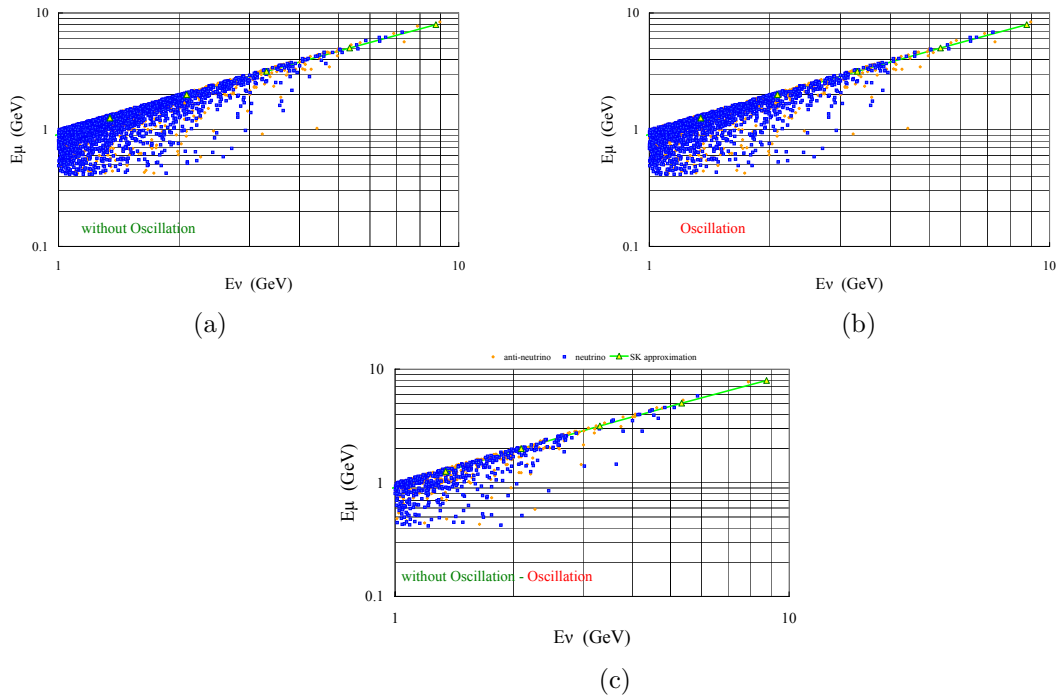 10
1
0.1
Eμ (GeV)
without Oscillation
1
10
Eν (GeV)
(a)
10
1
0.1
Eμ (GeV)
Oscillation
1
10
Eν (GeV)
(b)
anti-neutrino neutrino SK approximation
10
1
0.1
Eμ (GeV)
without Oscillation - Oscillation
1
10
Eν (GeV)
(c)